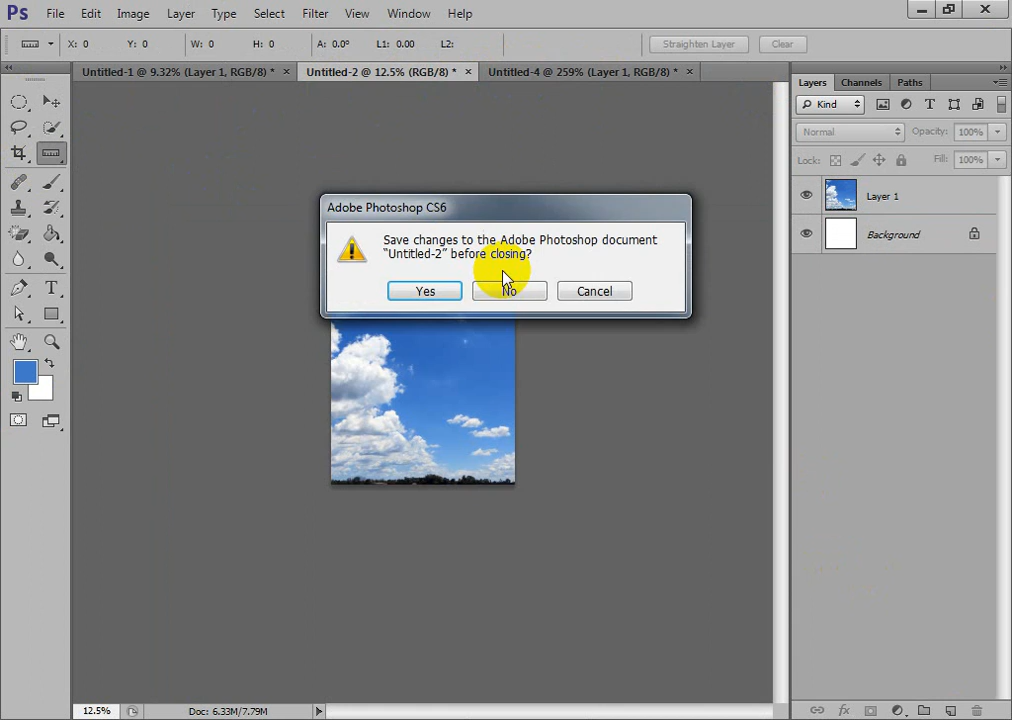 Ps File Edit Image Layer Type Select Filter View Window Help
X: 0 Y: 0 W: 0 H: 0 A: 0.0° L1: 0.00 L2: Straighten Layer Clear
Untitled-1 @ 9.32% (Layer 1, RGB/8) * × Untitled-2 @ 12.5% (RGB/8) * × Untitled-4 @ 259% (Layer 1, RGB/8) * ×
Layers Channels Paths
Kind
Normal Opacity: 100%
Lock: Fill: 100%
Layer 1
Background
Adobe Photoshop CS6
Save changes to the Adobe Photoshop document
“Untitled-2” before closing?
Yes No Cancel
12.5% Doc: 6.33M/7.79M